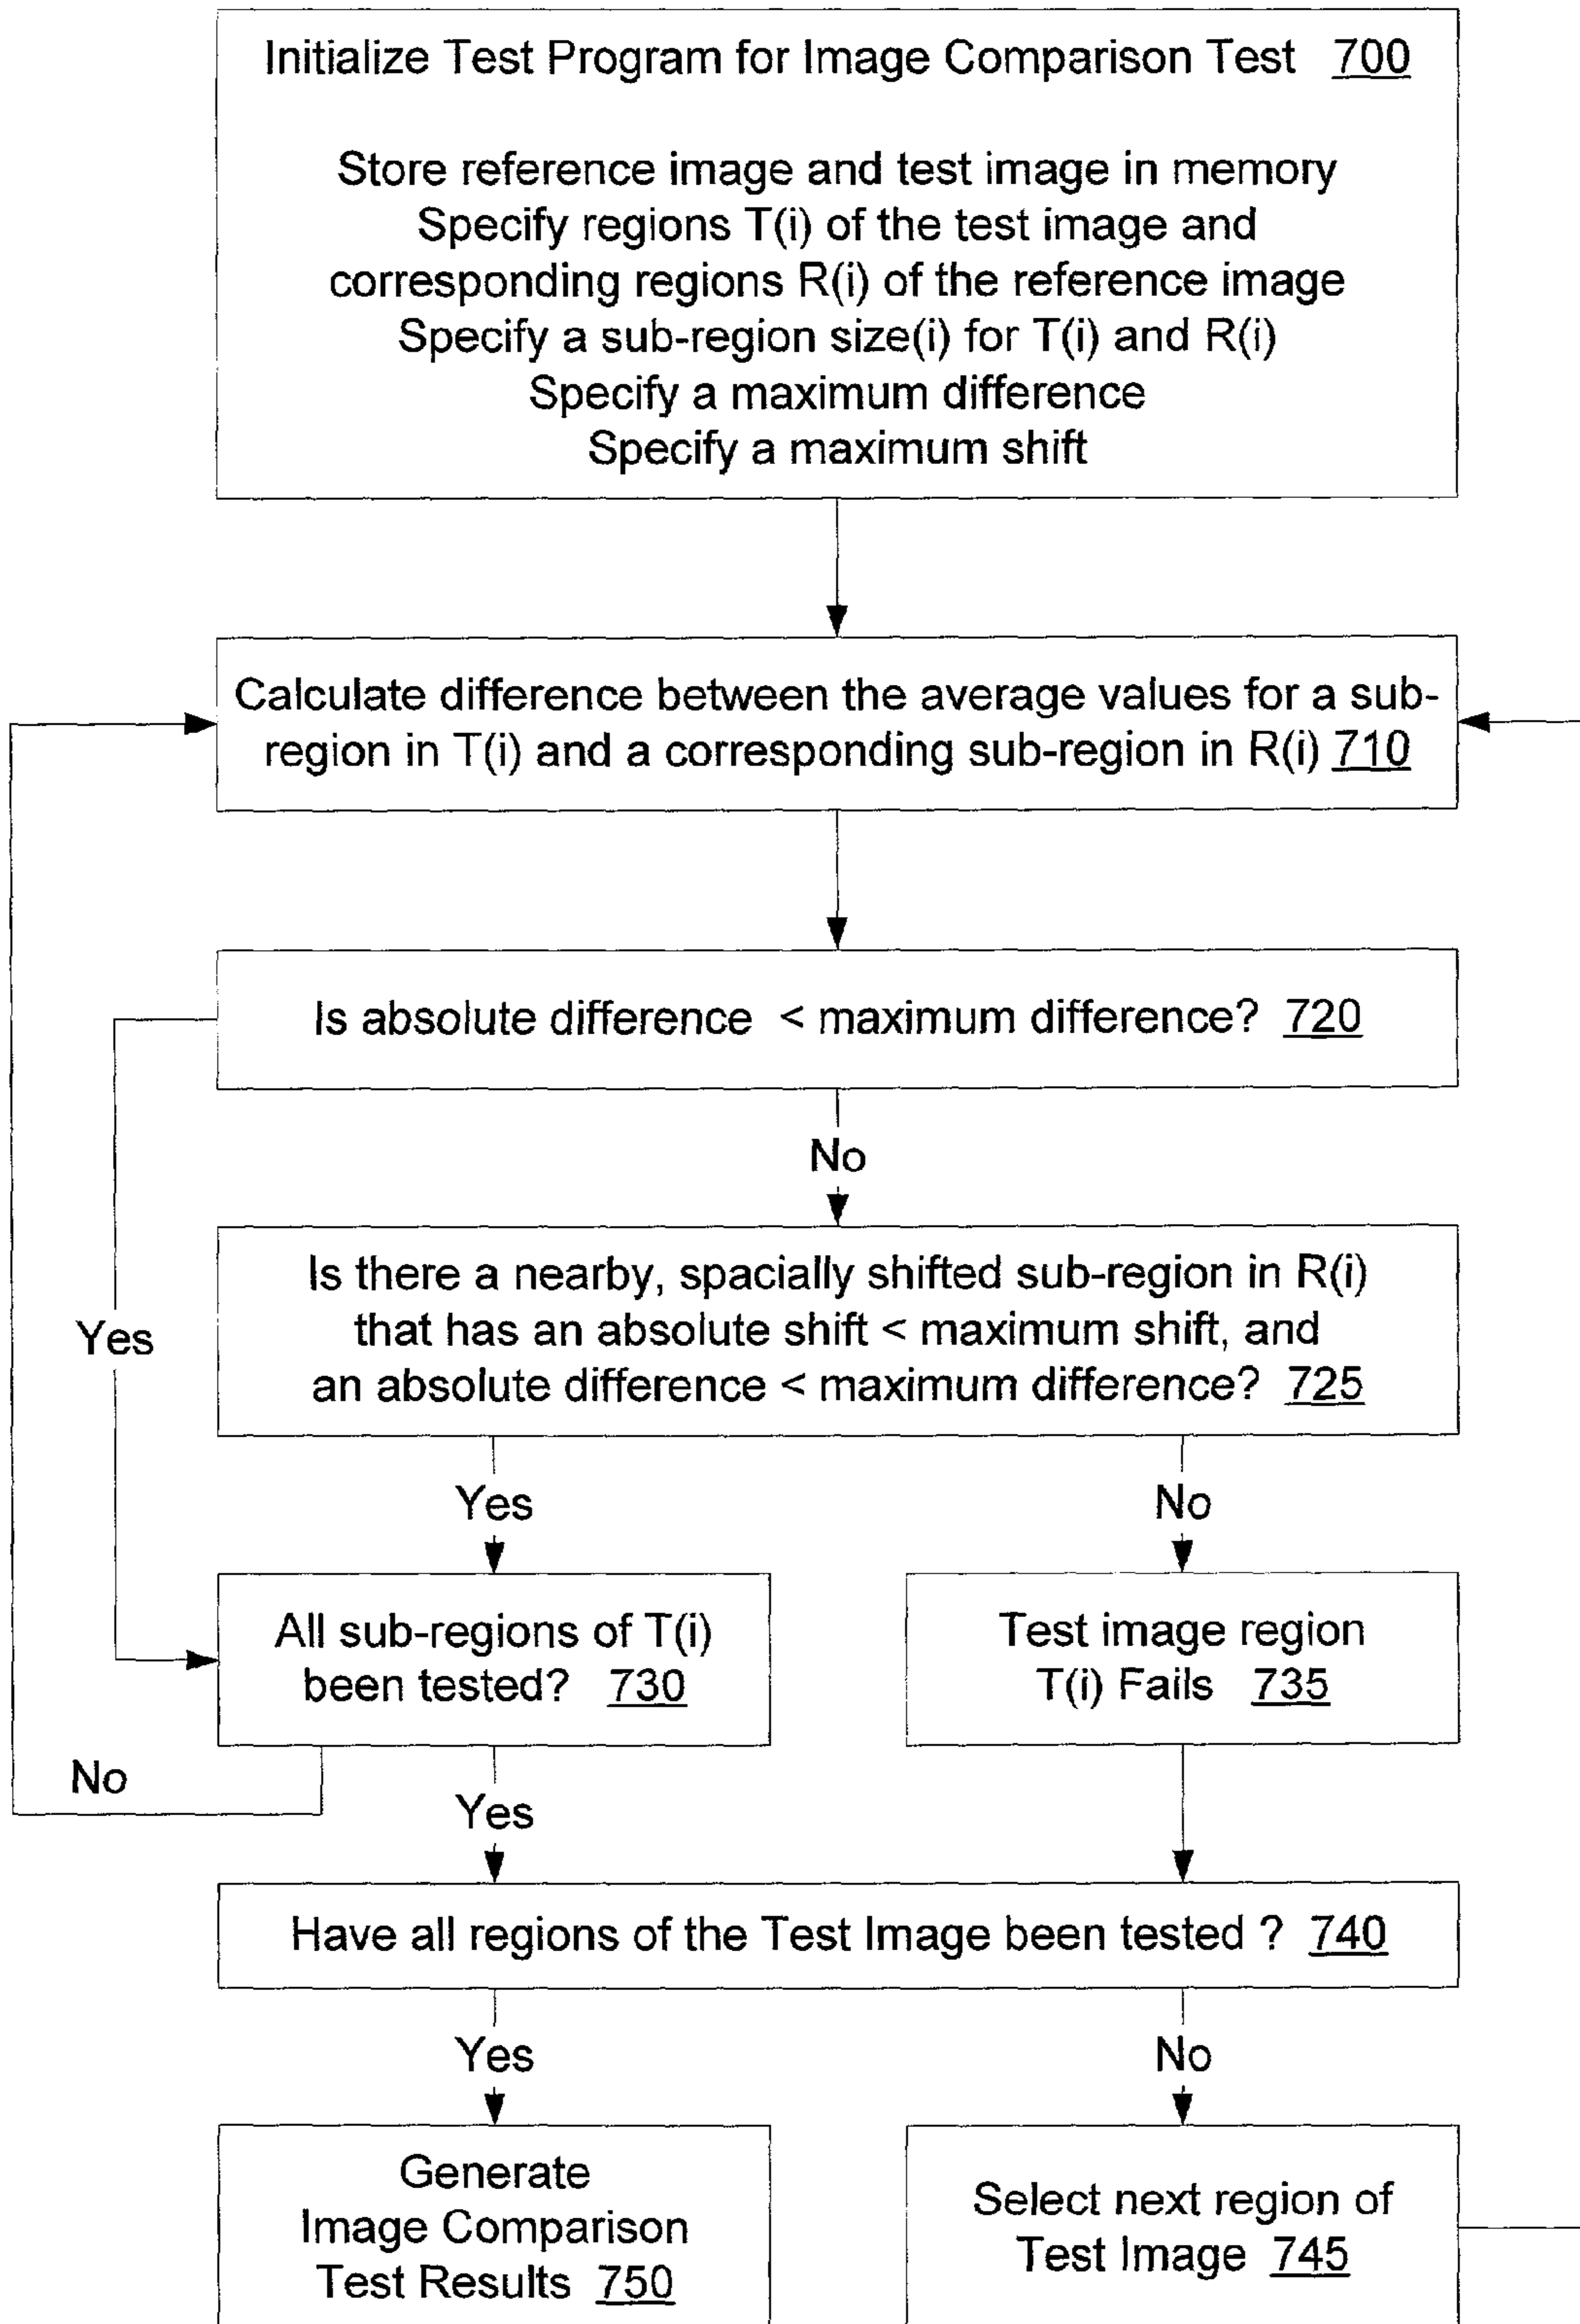 Initialize Test Program for Image Comparison Test 700
Store reference image and test image in memory
Specify regions T(i) of the test image and
corresponding regions R(i) of the reference image
Specify a sub-region size(i) for T(i) and R(i)
Specify a maximum difference
Specify a maximum shift
Calculate difference between the average values for a sub-
region in T(i) and a corresponding sub-region in R(i) 710
Is absolute difference < maximum difference? 720
No
Is there a nearby, spacially shifted sub-region in R(i)
that has an absolute shift < maximum shift, and
an absolute difference < maximum difference? 725
Yes
Yes
No
All sub-regions of T(i)
been tested? 730
Test image region
T(i) Fails 735
No
Yes
Have all regions of the Test Image been tested ? 740
Yes
No
Generate
Image Comparison
Test Results 750
Select next region of
Test Image 745